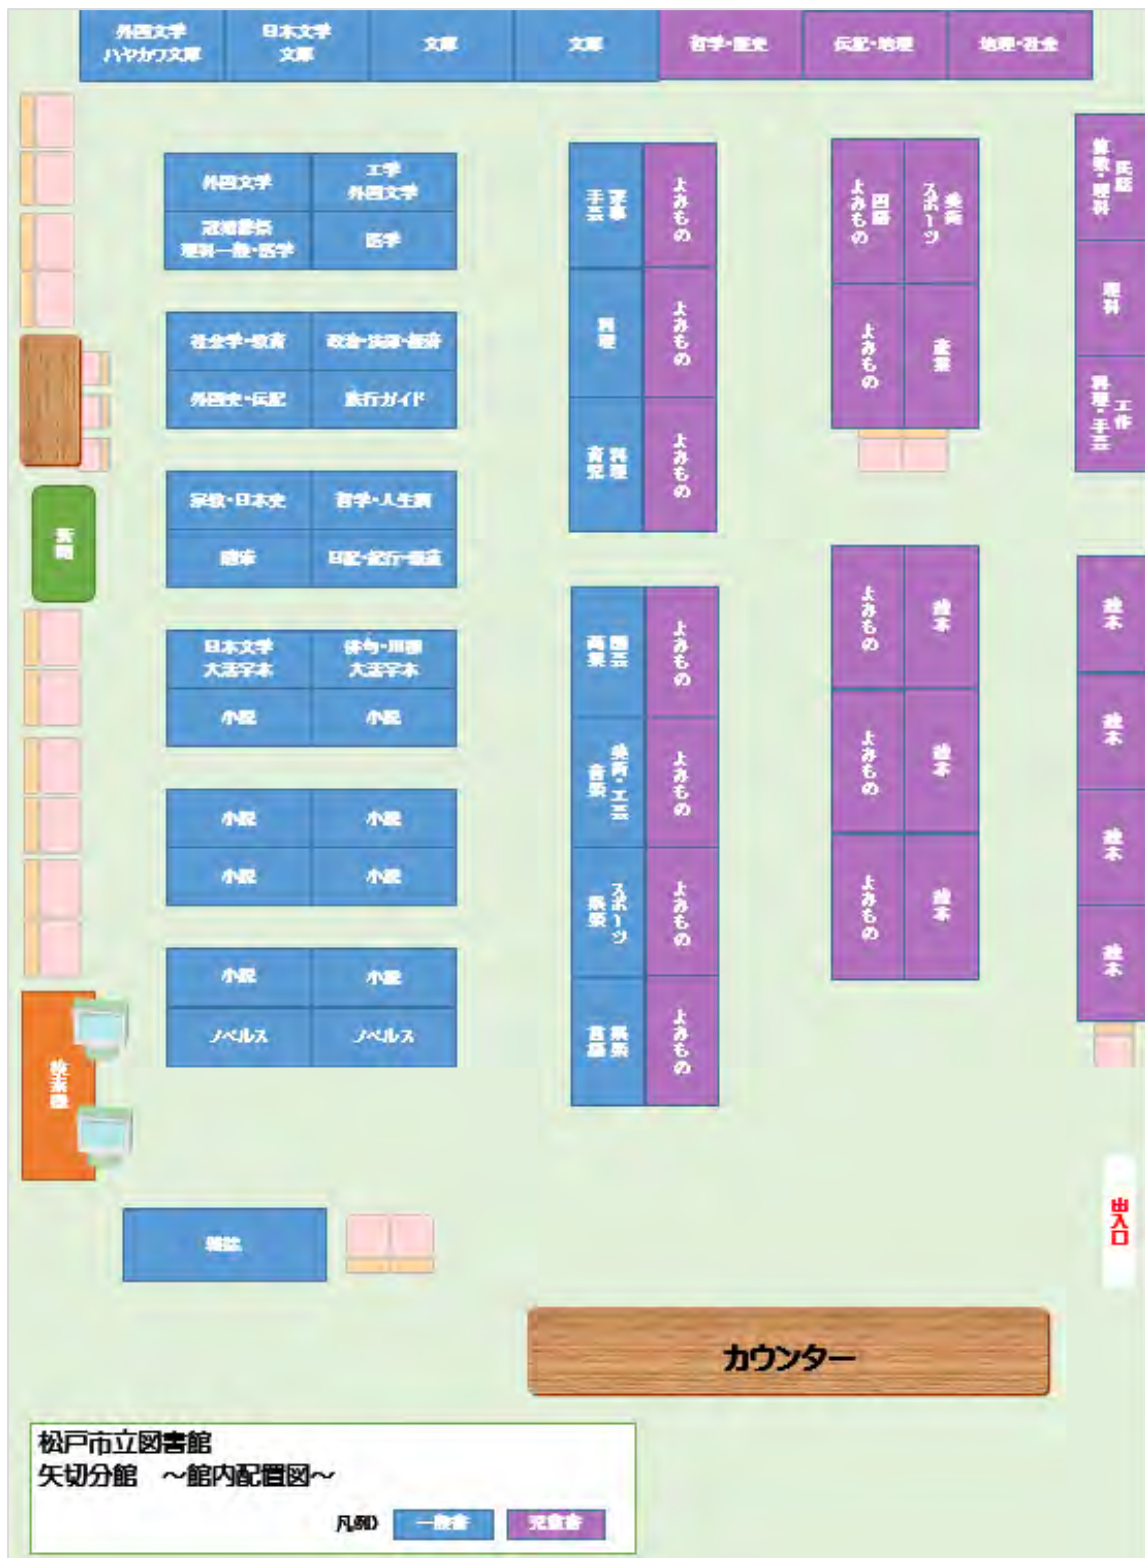 外国文学
ハヤカワ文庫
日本文学
文庫
文庫
文庫
哲学・歴史
伝記・地理
地理・社会
外国文学
工学
外国文学
冠婚葬祭
理科一般・医学
医学
社会学・教育
政治・法律・経済
外国史・伝記
旅行ガイド
宗教・日本史
哲学・人生訓
随筆
日記・紀行・報道
日本文学
大活字本
俳句・川柳
大活字本
小説
小説
小説
小説
小説
小説
小説
小説
ノベルス
ノベルス
家事
手芸
よみもの
料理
よみもの
料理
育児
よみもの
園芸
商業
よみもの
美術・工芸
音楽
よみもの
スポーツ
娯楽
よみもの
娯楽
言語
よみもの
国語
よみもの
美術
スポーツ
よみもの
産業
よみもの
絵本
よみもの
絵本
よみもの
絵本
民話
算数・理科
理科
工作
料理・手芸
絵本
絵本
絵本
絵本
新聞
検索機
雑誌
出入口
カウンター
松戸市立図書館
矢切分館 ～館内配置図～
凡例）
一般書
児童書